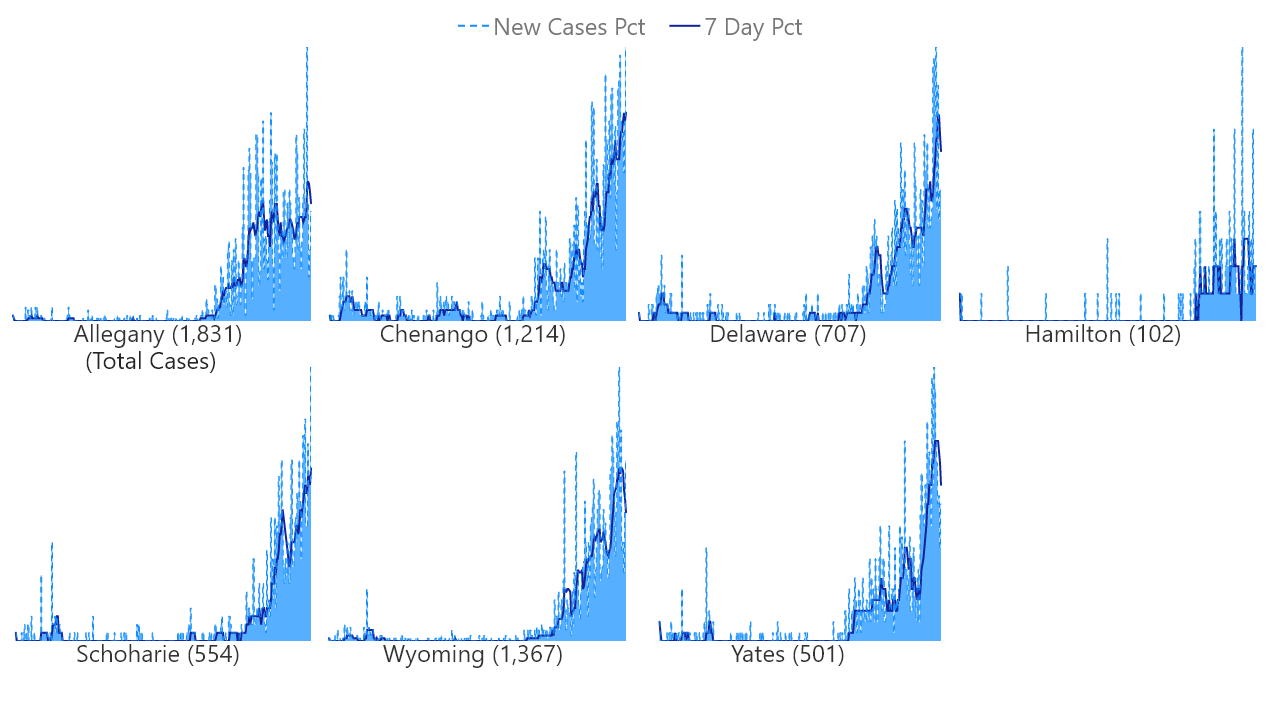 New Cases Pct 7 Day Pct
Allegany (1,831)
(Total Cases)
Chenango (1,214)
Delaware (707)
Hamilton (102)
Schoharie (554)
Wyoming (1,367)
Yates (501)